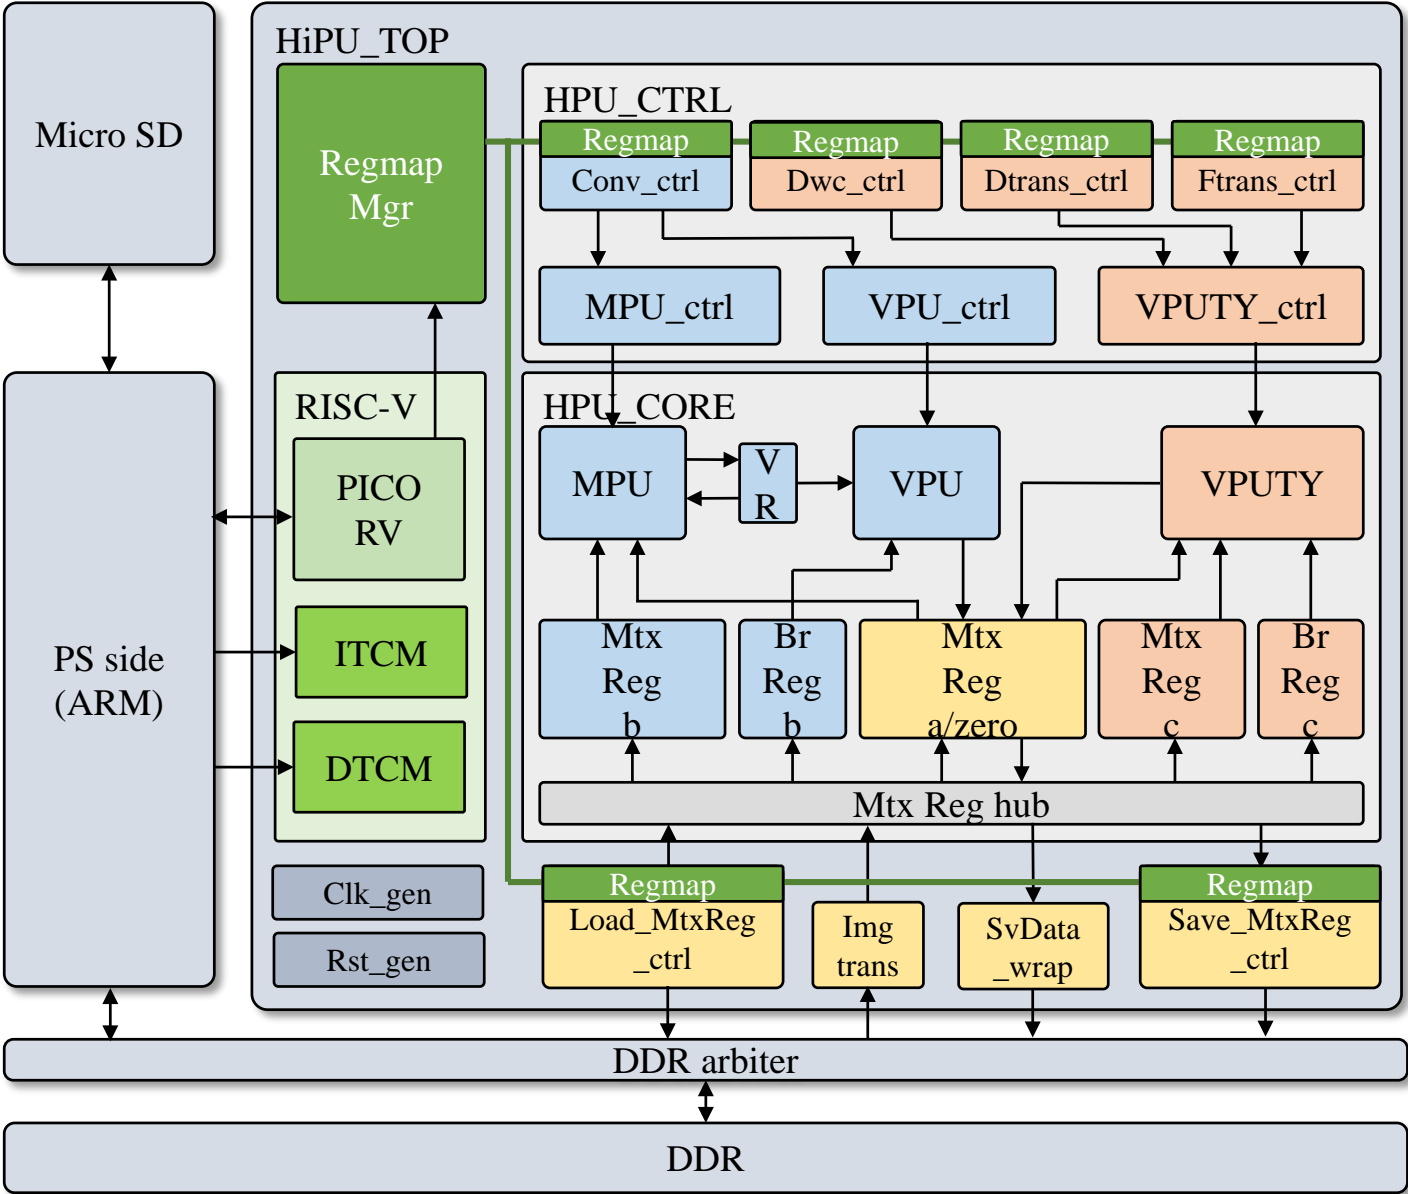 HiPU_TOP
Micro SD
Regmap
Mgr
HPU_CTRL
Regmap
Regmap
Regmap
Regmap
Conv_ctrl
Dwc_ctrl
Dtrans_ctrl
Ftrans_ctrl
MPU_ctrl
VPU_ctrl
VPUTY_ctrl
RISC-V
PICO
RV
ITCM
DTCM
PS side
(ARM)
HPU_CORE
MPU
V
R
VPU
VPUTY
Mtx
Reg
b
Br
Reg
b
Mtx
Reg
a/zero
Mtx
Reg
c
Br
Reg
c
Mtx Reg hub
Clk_gen
Rst_gen
Regmap
Load_MtxReg
_ctrl
Img
trans
SvData
_wrap
Regmap
Save_MtxReg
_ctrl
DDR arbiter
DDR